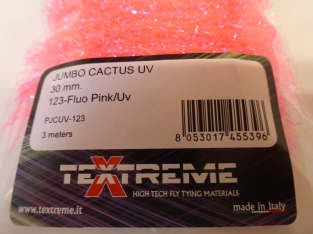 JUMBO CACTUS UV
30 mm.
123-Fluo Pink/Uv
PJCUV-123
3 meters
8 053017 455396
TEXTREME
HIGH TECH FLY TYING MATERIALS
www.textreme.it
made in Italy